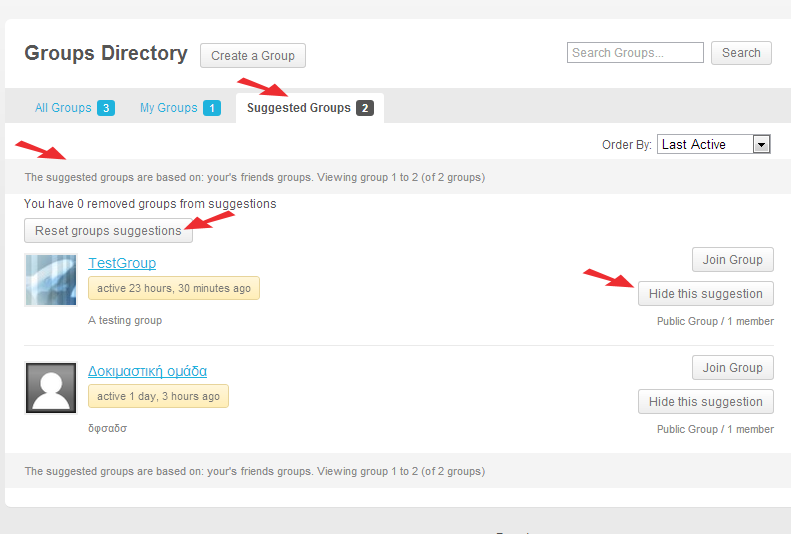 Groups Directory Create a Group Search Groups... Search
All Groups 3 My Groups 1 Suggested Groups 2
Order By: Last Active
The suggested groups are based on: your's friends groups. Viewing group 1 to 2 (of 2 groups)
You have 0 removed groups from suggestions
Reset groups suggestions
TestGroup Join Group
active 23 hours, 30 minutes ago Hide this suggestion
A testing group Public Group / 1 member
Δοκιμαστική ομάδα Join Group
active 1 day, 3 hours ago Hide this suggestion
δφσαδσ Public Group / 1 member
The suggested groups are based on: your's friends groups. Viewing group 1 to 2 (of 2 groups)